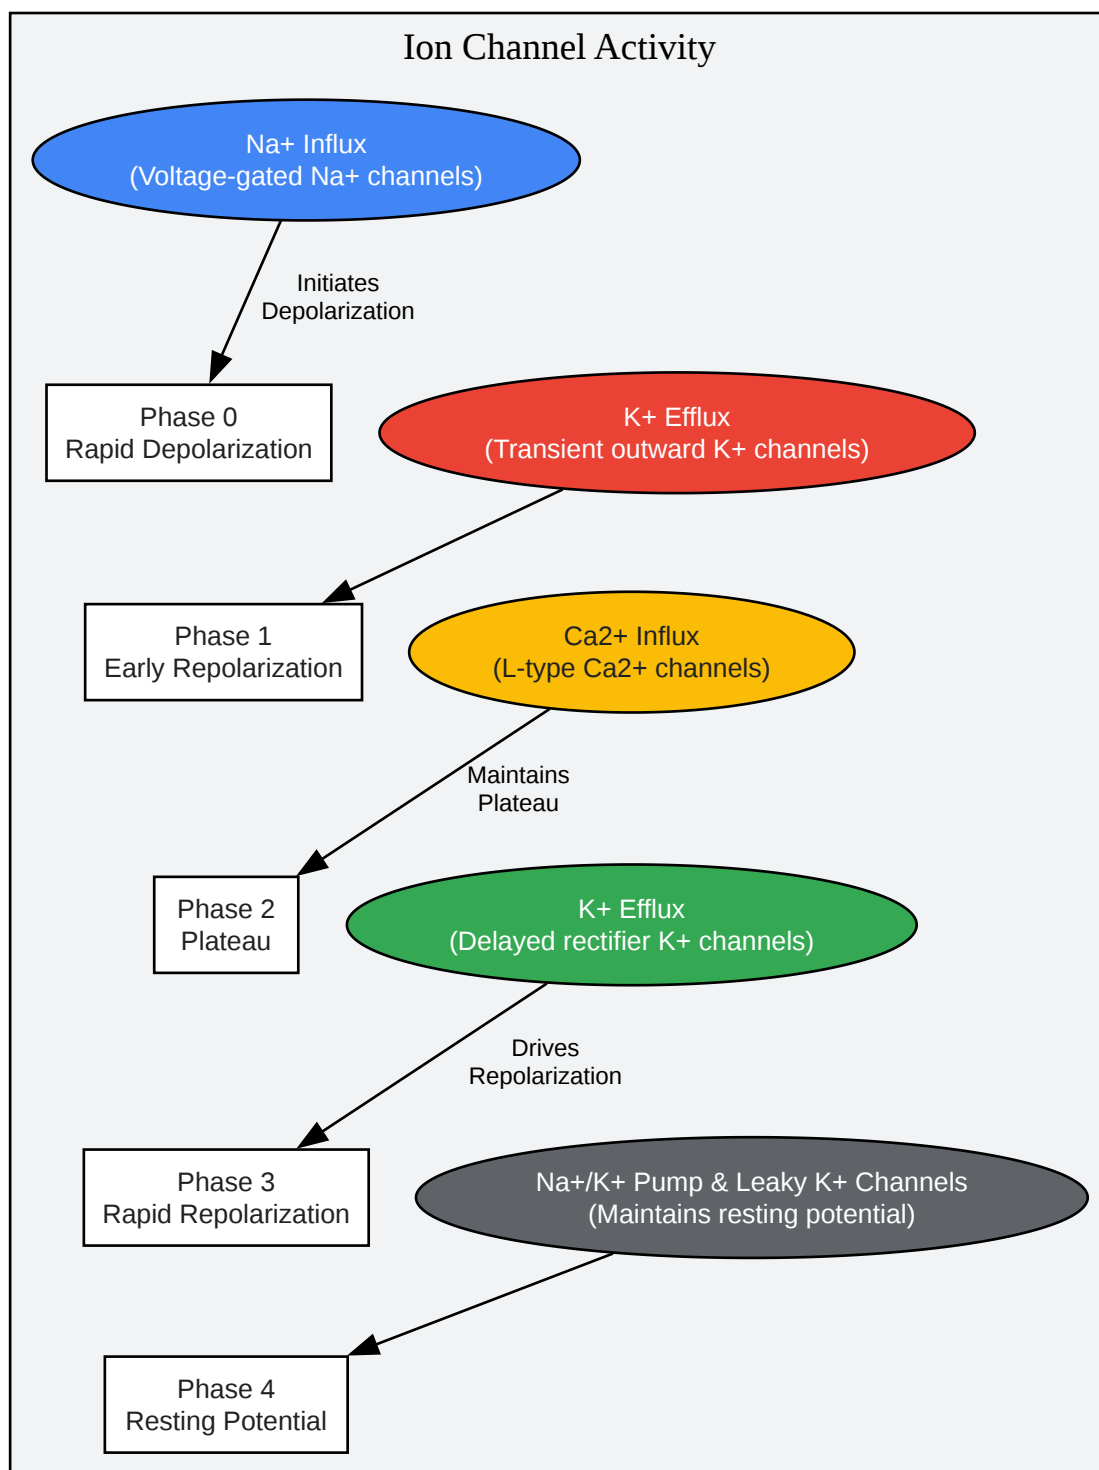 Ion Channel Activity
Na+ Influx
(Voltage-gated Na+ channels)
Initiates
Depolarization
Phase 0
Rapid Depolarization
K+ Efflux
(Transient outward K+ channels)
Phase 1
Early Repolarization
Ca2+ Influx
(L-type Ca2+ channels)
Maintains
Plateau
Phase 2
Plateau
K+ Efflux
(Delayed rectifier K+ channels)
Drives
Repolarization
Phase 3
Rapid Repolarization
Na+/K+ Pump & Leaky K+ Channels
(Maintains resting potential)
Phase 4
Resting Potential